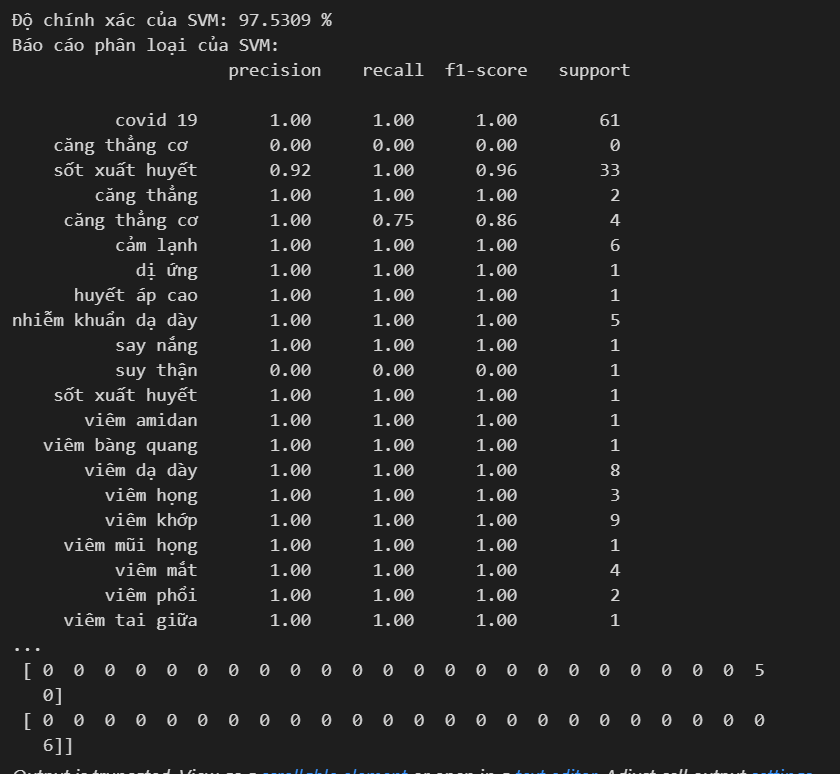 Độ chính xác của SVM: 97.5309 %
Báo cáo phân loại của SVM:
precision recall f1-score support
covid 19 1.00 1.00 1.00 61
căng thẳng cơ 0.00 0.00 0.00 0
sốt xuất huyết 0.92 1.00 0.96 33
căng thẳng 1.00 1.00 1.00 2
căng thẳng cơ 1.00 0.75 0.86 4
cảm lạnh 1.00 1.00 1.00 6
dị ứng 1.00 1.00 1.00 1
huyết áp cao 1.00 1.00 1.00 1
nhiễm khuẩn dạ dày 1.00 1.00 1.00 5
say nắng 1.00 1.00 1.00 1
suy thận 0.00 0.00 0.00 1
sốt xuất huyết 1.00 1.00 1.00 1
viêm amidan 1.00 1.00 1.00 1
viêm bàng quang 1.00 1.00 1.00 1
viêm dạ dày 1.00 1.00 1.00 8
viêm họng 1.00 1.00 1.00 3
viêm khớp 1.00 1.00 1.00 9
viêm mũi họng 1.00 1.00 1.00 1
viêm mắt 1.00 1.00 1.00 4
viêm phổi 1.00 1.00 1.00 2
viêm tai giữa 1.00 1.00 1.00 1
...
[ 0 0 0 0 0 0 0 0 0 0 0 0 0 0 0 0 0 0 0 0 0 0 0 5
0]
[ 0 0 0 0 0 0 0 0 0 0 0 0 0 0 0 0 0 0 0 0 0 0 0 0
6]]
Output is truncated. View as a scrollable element or open in a text editor. Adjust cell output settings